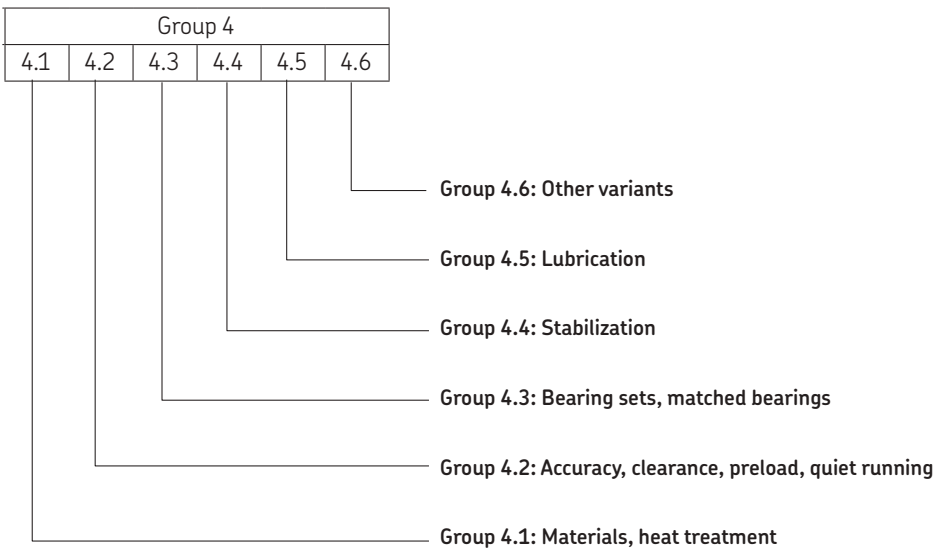 Group 4
4.1 4.2 4.3 4.4 4.5 4.6
Group 4.6: Other variants
Group 4.5: Lubrication
Group 4.4: Stabilization
Group 4.3: Bearing sets, matched bearings
Group 4.2: Accuracy, clearance, preload, quiet running
Group 4.1: Materials, heat treatment